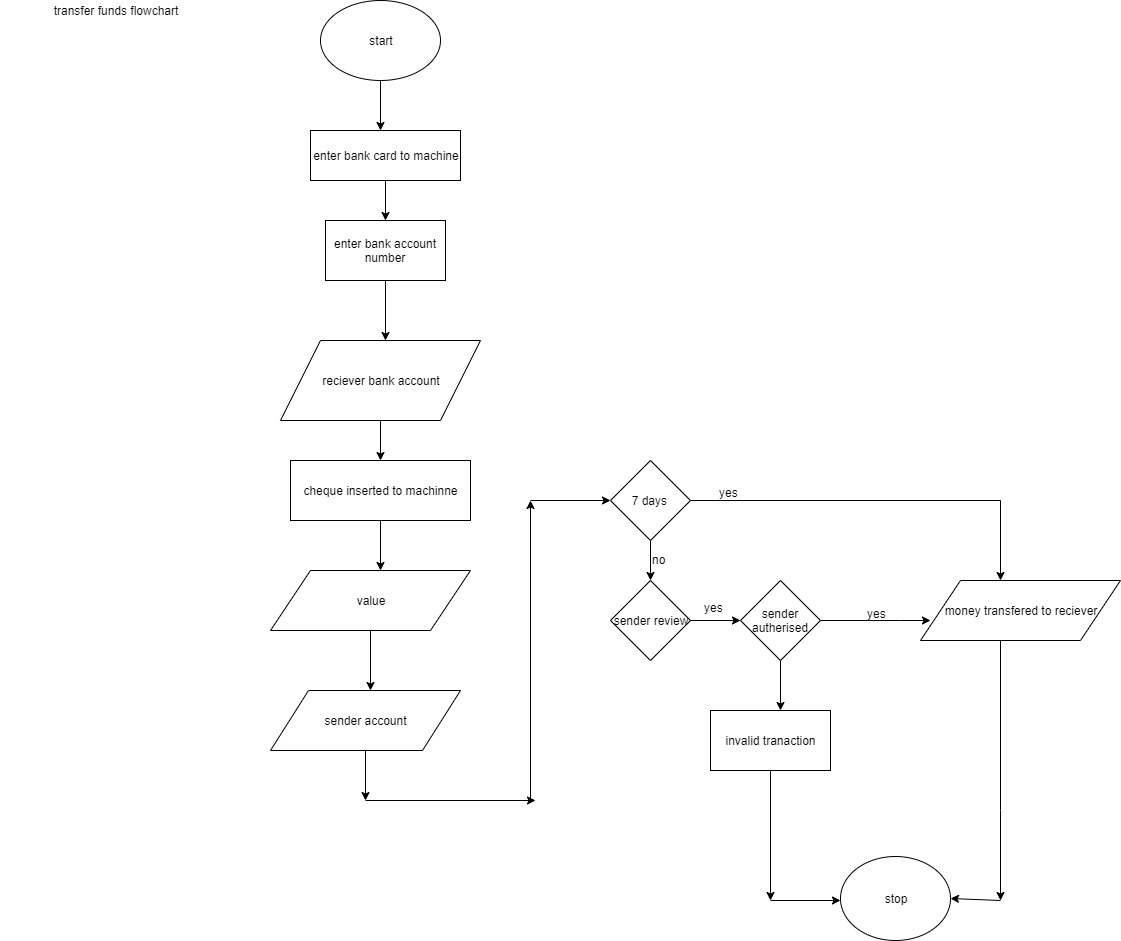 transfer funds flowchart
start
enter bank card to machine
enter bank account
number
reciever bank account
cheque inserted to machinne
value
sender account
7 days
yes
no
sender review
yes
sender
autherised
yes
money transfered to reciever
invalid tranaction
stop